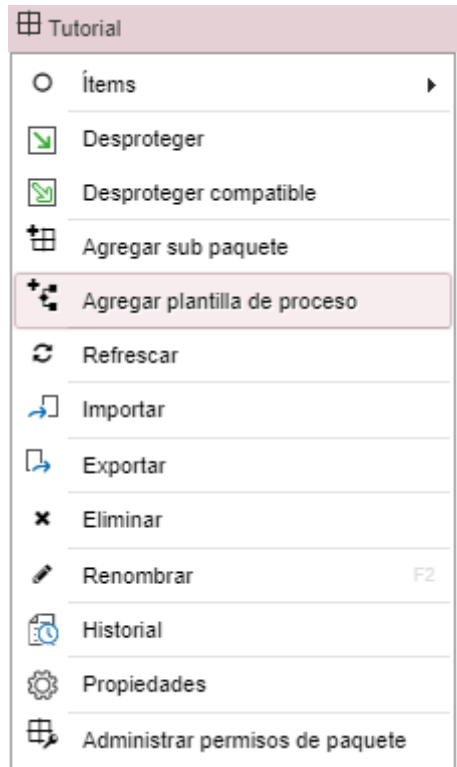 Tutorial
Ítems
Desproteger
Desproteger compatible
Agregar sub paquete
Agregar plantilla de proceso
Refrescar
Importar
Exportar
Eliminar
Renombrar F2
Historial
Propiedades
Administrar permisos de paquete